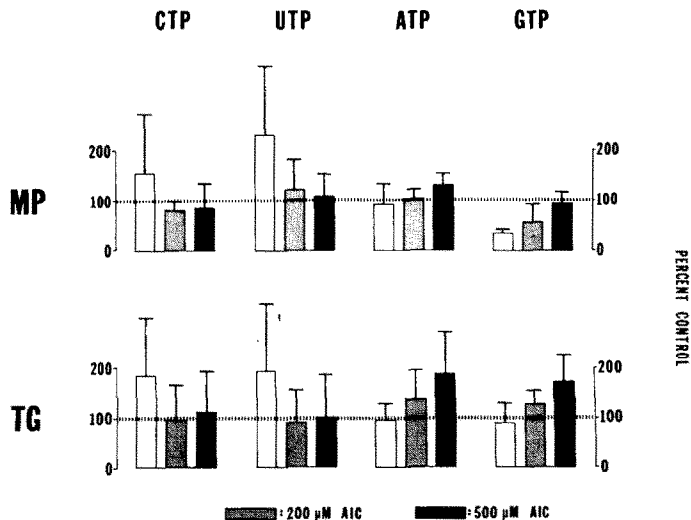 CTP UTP ATP GTP
200 200
MP 100 100
0 0
PERCENT CONTROL
200 200
TG 100 100
0 0
: 200 µM AIC : 500 µM AIC